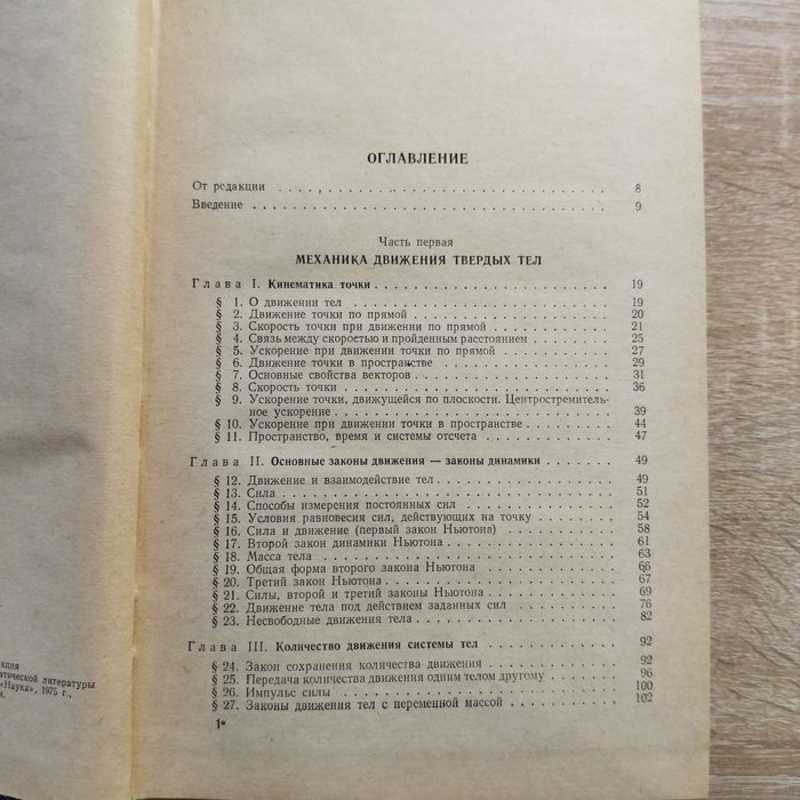 кция
атической литературы
«Наука», 1975 г.,
ОГЛАВЛЕНИЕ
От редакции . . . . . . . . . . . . . . . . . . . . . . . . . . 8
Введение . . . . . . . . . . . . . . . . . . . . . . . . . . . . 9
Часть первая
МЕХАНИКА ДВИЖЕНИЯ ТВЕРДЫХ ТЕЛ
Глава I. Кинематика точки . . . . . . . . . . . . . . . . . . . 19
§ 1. О движении тел . . . . . . . . . . . . . . . . . . . . . 19
§ 2. Движение точки по прямой . . . . . . . . . . . . . . . . 20
§ 3. Скорость точки при движении по прямой . . . . . . . . . . 21
§ 4. Связь между скоростью и пройденным расстоянием . . . . . . . 25
§ 5. Ускорение при движении точки по прямой . . . . . . . . . 27
§ 6. Движение точки в пространстве . . . . . . . . . . . . . . 29
§ 7. Основные свойства векторов . . . . . . . . . . . . . . . . 31
§ 8. Скорость точки . . . . . . . . . . . . . . . . . . . . . 36
§ 9. Ускорение точки, движущейся по плоскости. Центростремитель-
ное ускорение . . . . . . . . . . . . . . . . . . . . . . 39
§ 10. Ускорение при движении точки в пространстве . . . . . . . . . 44
§ 11. Пространство, время и системы отсчета . . . . . . . . . . . 47
Глава II. Основные законы движения — законы динамики . . . . . . . 49
§ 12. Движение и взаимодействие тел . . . . . . . . . . . . . . 49
§ 13. Сила . . . . . . . . . . . . . . . . . . . . . . . . . . 51
§ 14. Способы измерения постоянных сил . . . . . . . . . . . . 52
§ 15. Условия равновесия сил, действующих на точку . . . . . . . . 54
§ 16. Сила и движение (первый закон Ньютона) . . . . . . . . . 58
§ 17. Второй закон динамики Ньютона . . . . . . . . . . . . . . 61
§ 18. Масса тела . . . . . . . . . . . . . . . . . . . . . . . 63
§ 19. Общая форма второго закона Ньютона . . . . . . . . . . . 66
§ 20. Третий закон Ньютона . . . . . . . . . . . . . . . . . . . 67
§ 21. Силы, второй и третий законы Ньютона . . . . . . . . . . . 69
§ 22. Движение тела под действием заданных сил . . . . . . . . 76
§ 23. Несвободные движения тела . . . . . . . . . . . . . . . . 82
Глава III. Количество движения системы тел . . . . . . . . . . . 92
§ 24. Закон сохранения количества движения . . . . . . . . . . . 92
§ 25. Передача количества движения одним телом другому . . . . . . 96
§ 26. Импульс силы . . . . . . . . . . . . . . . . . . . . . . 100
§ 27. Законы движения тел с переменной массой . . . . . . . . . 102
1*